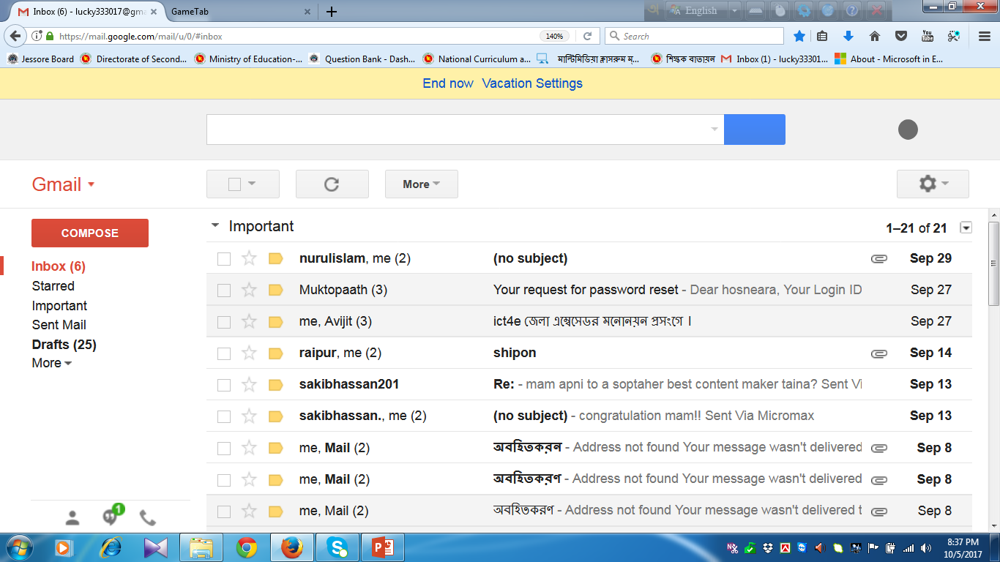 Inbox (6) - lucky333017@gma
GameTab
English
https://mail.google.com/mail/u/0/#inbox
140%
Search
Jessore Board
Directorate of Second...
Ministry of Education-...
Question Bank - Dash...
National Curriculum a...
মাল্টিমিডিয়া ক্লাসরুম ম্...
শিক্ষক বাতায়ন
Inbox (1) - lucky33301...
About - Microsoft in E...
End now Vacation Settings
Gmail
More
COMPOSE
Inbox (6)
Starred
Important
Sent Mail
Drafts (25)
More
1
Important 1–21 of 21
nurulislam, me (2) (no subject) Sep 29
Muktopaath (3) Your request for password reset - Dear hosneara, Your Login ID Sep 27
me, Avijit (3) ict4e জেলা এম্বেসেডর মনোনয়ন প্রসংগে । Sep 27
raipur, me (2) shipon Sep 14
sakibhassan201 Re: - mam apni to a soptaher best content maker taina? Sent Vi Sep 13
sakibhassan., me (2) (no subject) - congratulation mam!! Sent Via Micromax Sep 13
me, Mail (2) অবহিতকরন - Address not found Your message wasn't delivered Sep 8
me, Mail (2) অবহিতকরণ - Address not found Your message wasn't delivered Sep 8
me, Mail (2) অবহিতকরণ - Address not found Your message wasn't delivered t Sep 8
8:37 PM
10/5/2017